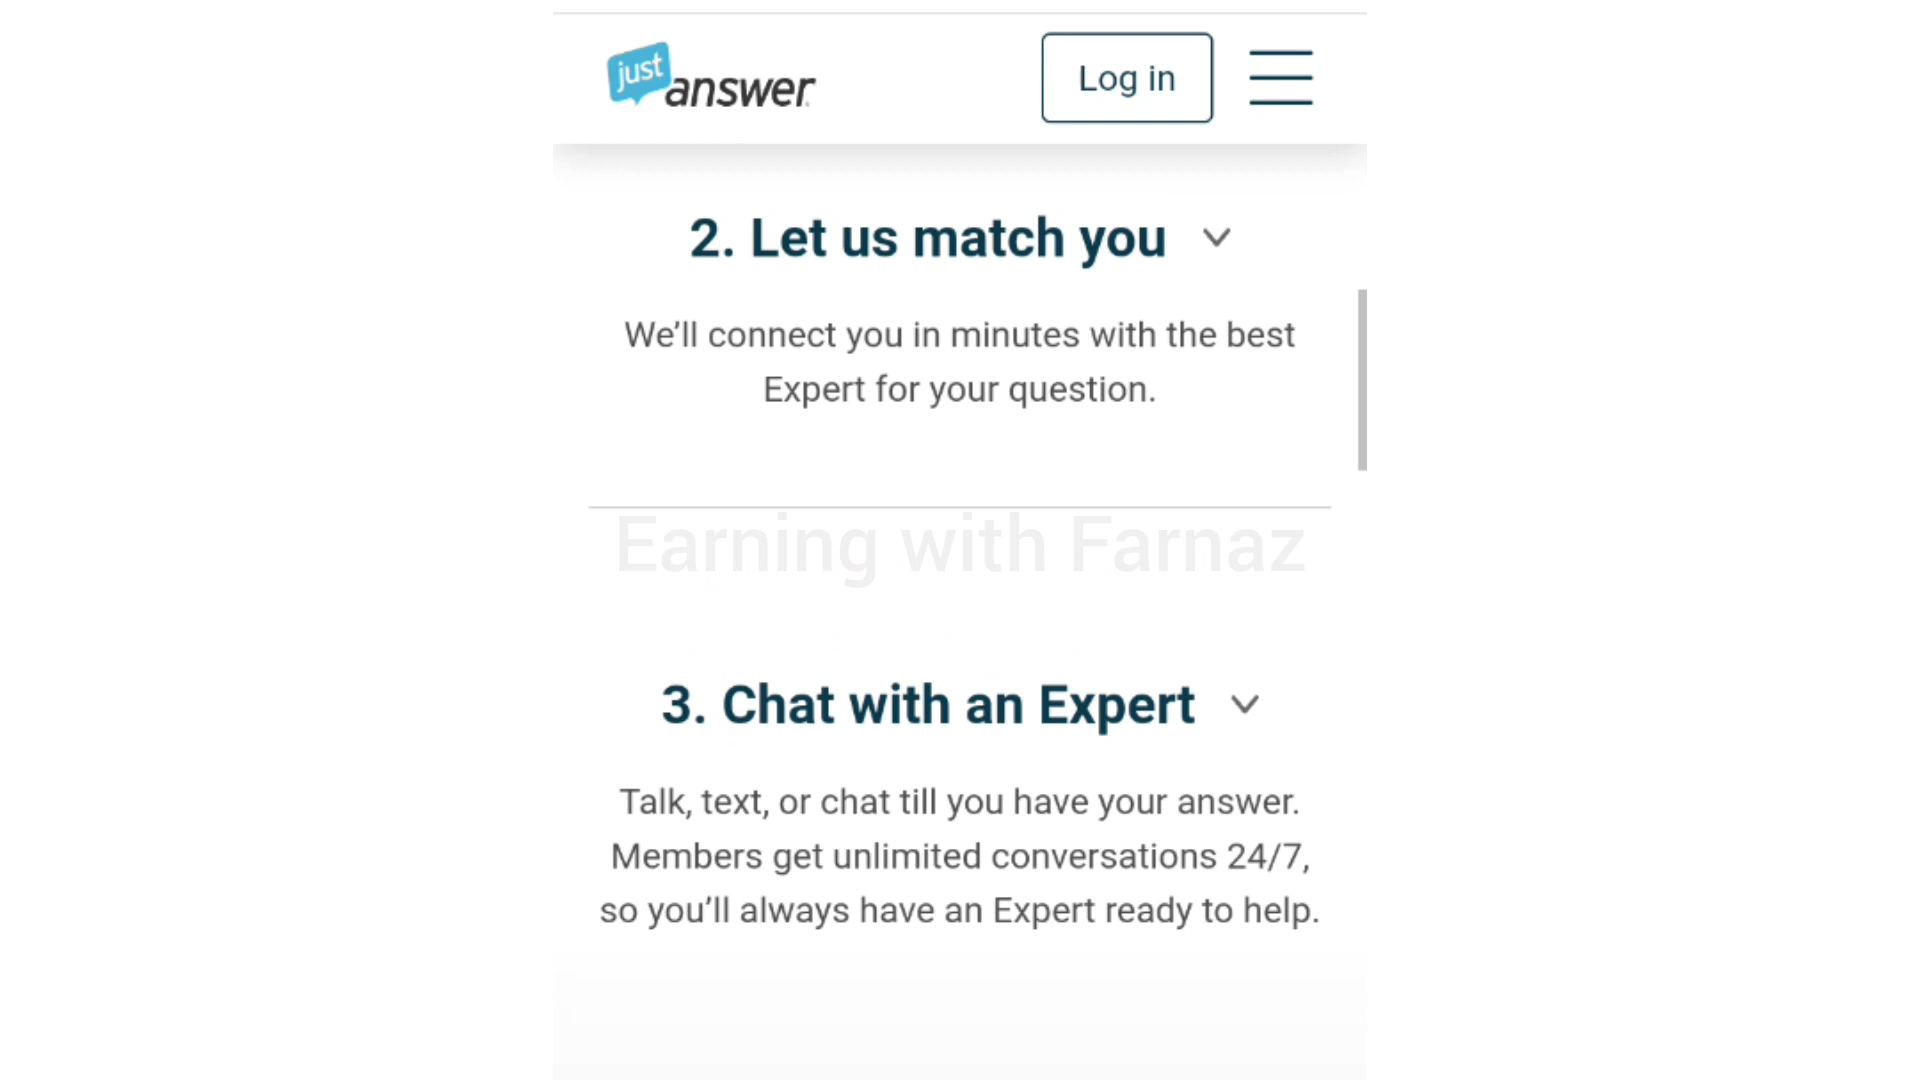 just answer
Log in
2. Let us match you
We’ll connect you in minutes with the best
Expert for your question.
Earning with Farnaz
3. Chat with an Expert
Talk, text, or chat till you have your answer.
Members get unlimited conversations 24/7,
so you’ll always have an Expert ready to help.